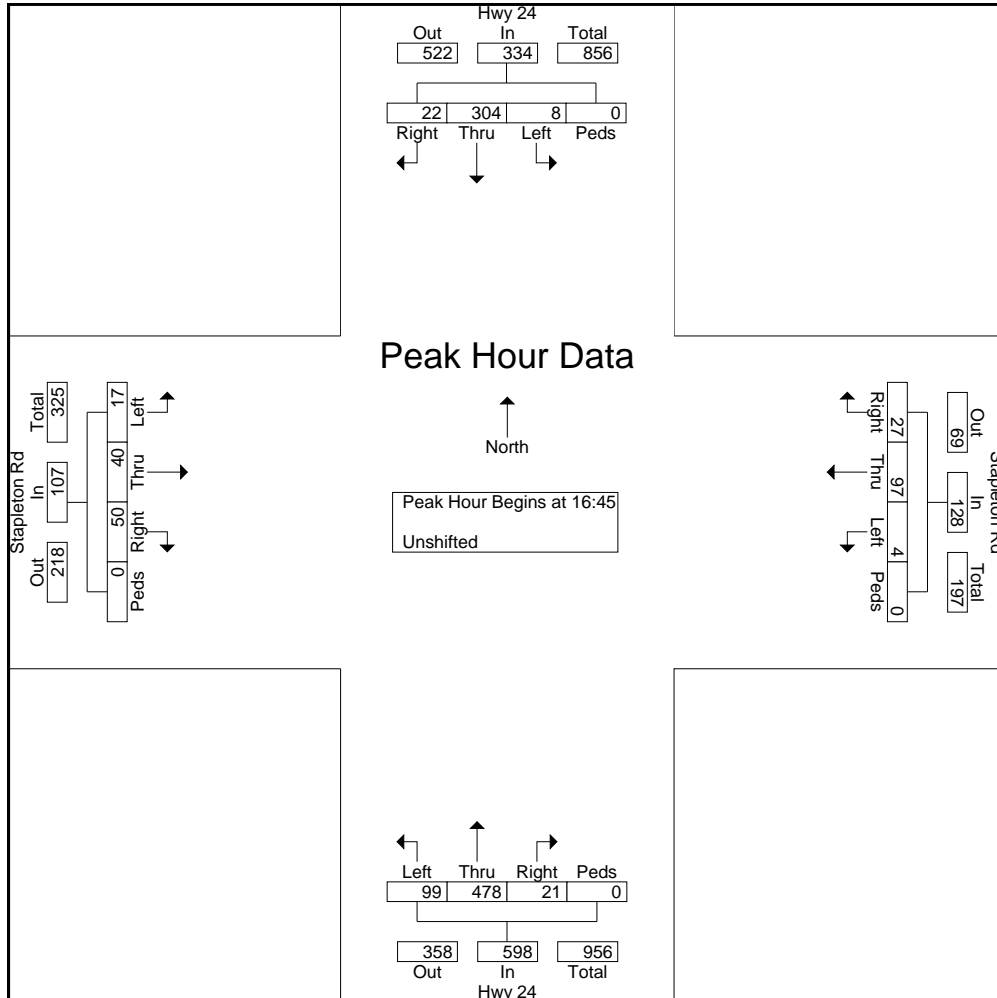 Hwy 24
Out In Total
522 334 856
22 304 8 0
Right Thru Left Peds
Peak Hour Data
North
Peak Hour Begins at 16:45
Unshifted
Stapleton Rd
Total In Out
325 107 218
17 40 50 0
Left Thru Right Peds
Stapleton Rd
Out In Total
69 128 197
27 97 4 0
Right Thru Left Peds
Left Thru Right Peds
99 478 21 0
358 598 956
Out In Total
Hwy 24